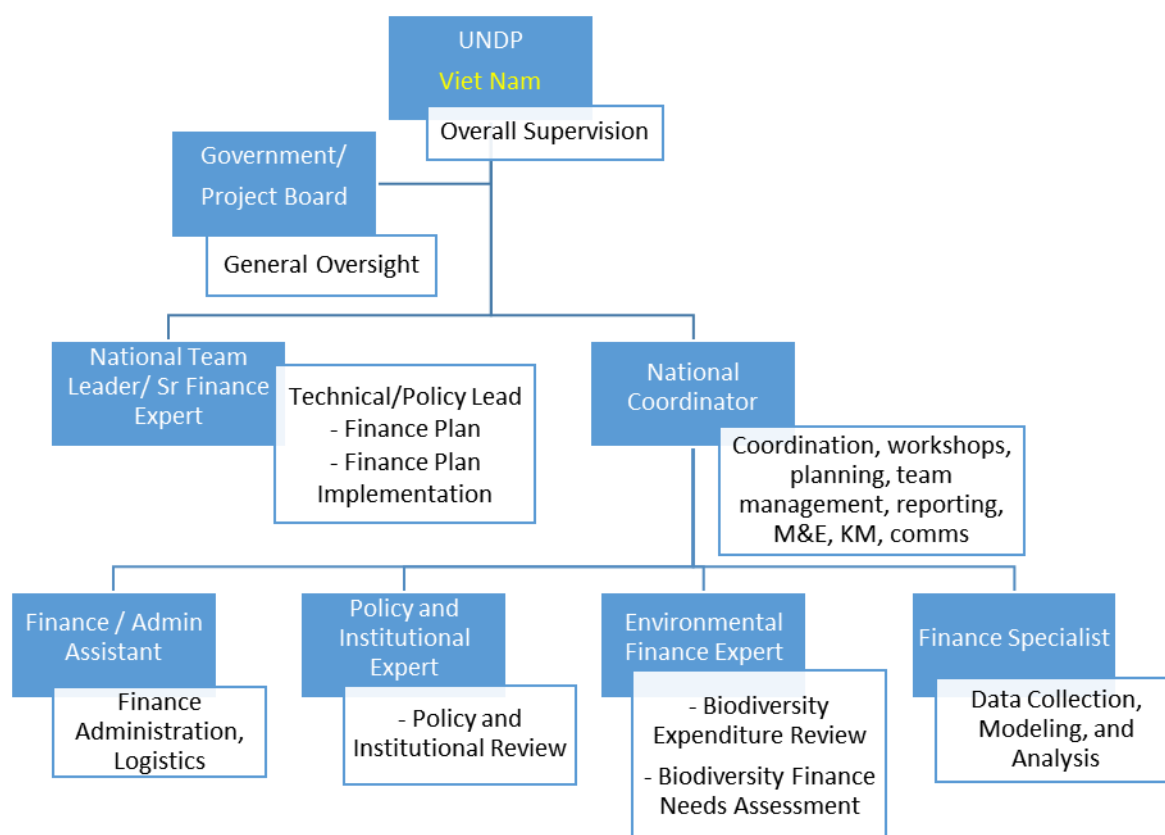 UNDP
Viet Nam
Overall Supervision
Government/
Project Board
General Oversight
National Team
Leader/ Sr Finance
Expert
Technical/Policy Lead
- Finance Plan
- Finance Plan
Implementation
National
Coordinator
Coordination, workshops,
planning, team
management, reporting,
M&E, KM, comms
Finance / Admin
Assistant
Finance
Administration,
Logistics
Policy and
Institutional
Expert
- Policy and
Institutional Review
Environmental
Finance Expert
- Biodiversity
Expenditure Review
- Biodiversity Finance
Needs Assessment
Finance Specialist
Data Collection,
Modeling, and
Analysis